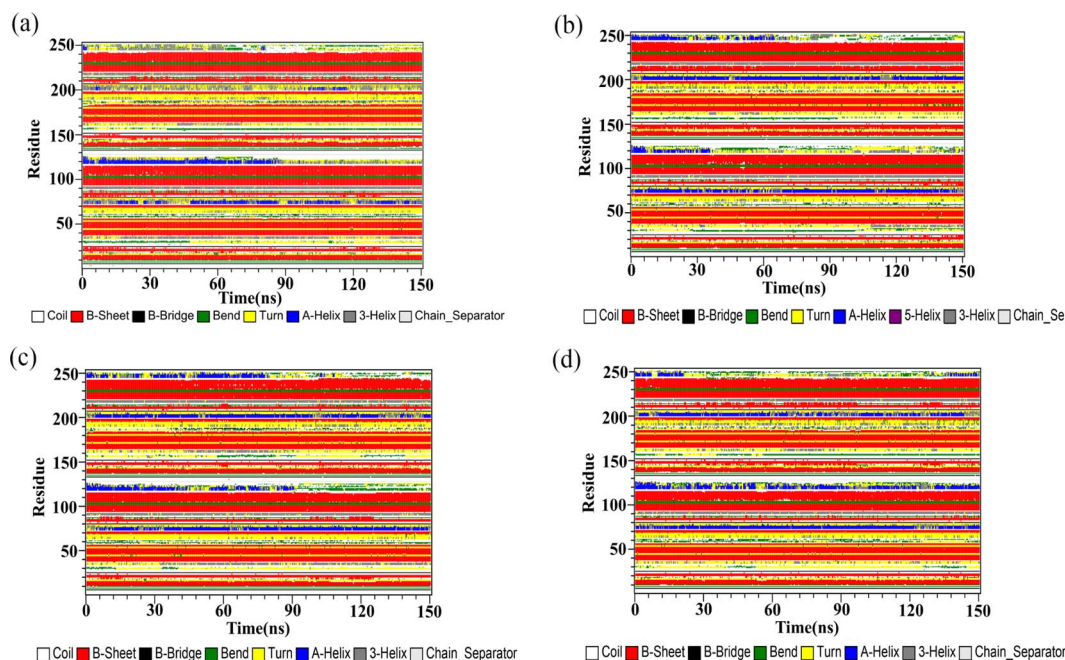 (a)
250
200
150
100
50
Residue
0 30 60 90 120 150
Time(ns)
Coil B-Sheet B-Bridge Bend Turn A-Helix 3-Helix Chain_Separator
(b)
250
200
150
100
50
Residue
0 30 60 90 120 150
Time(ns)
Coil B-Sheet B-Bridge Bend Turn A-Helix 5-Helix 3-Helix Chain_Se
(c)
250
200
150
100
50
Residue
0 30 60 90 120 150
Time(ns)
Coil B-Sheet B-Bridge Bend Turn A-Helix 3-Helix Chain_Separator
(d)
250
200
150
100
50
Residue
0 30 60 90 120 150
Time(ns)
Coil B-Sheet B-Bridge Bend Turn A-Helix 3-Helix Chain_Separator